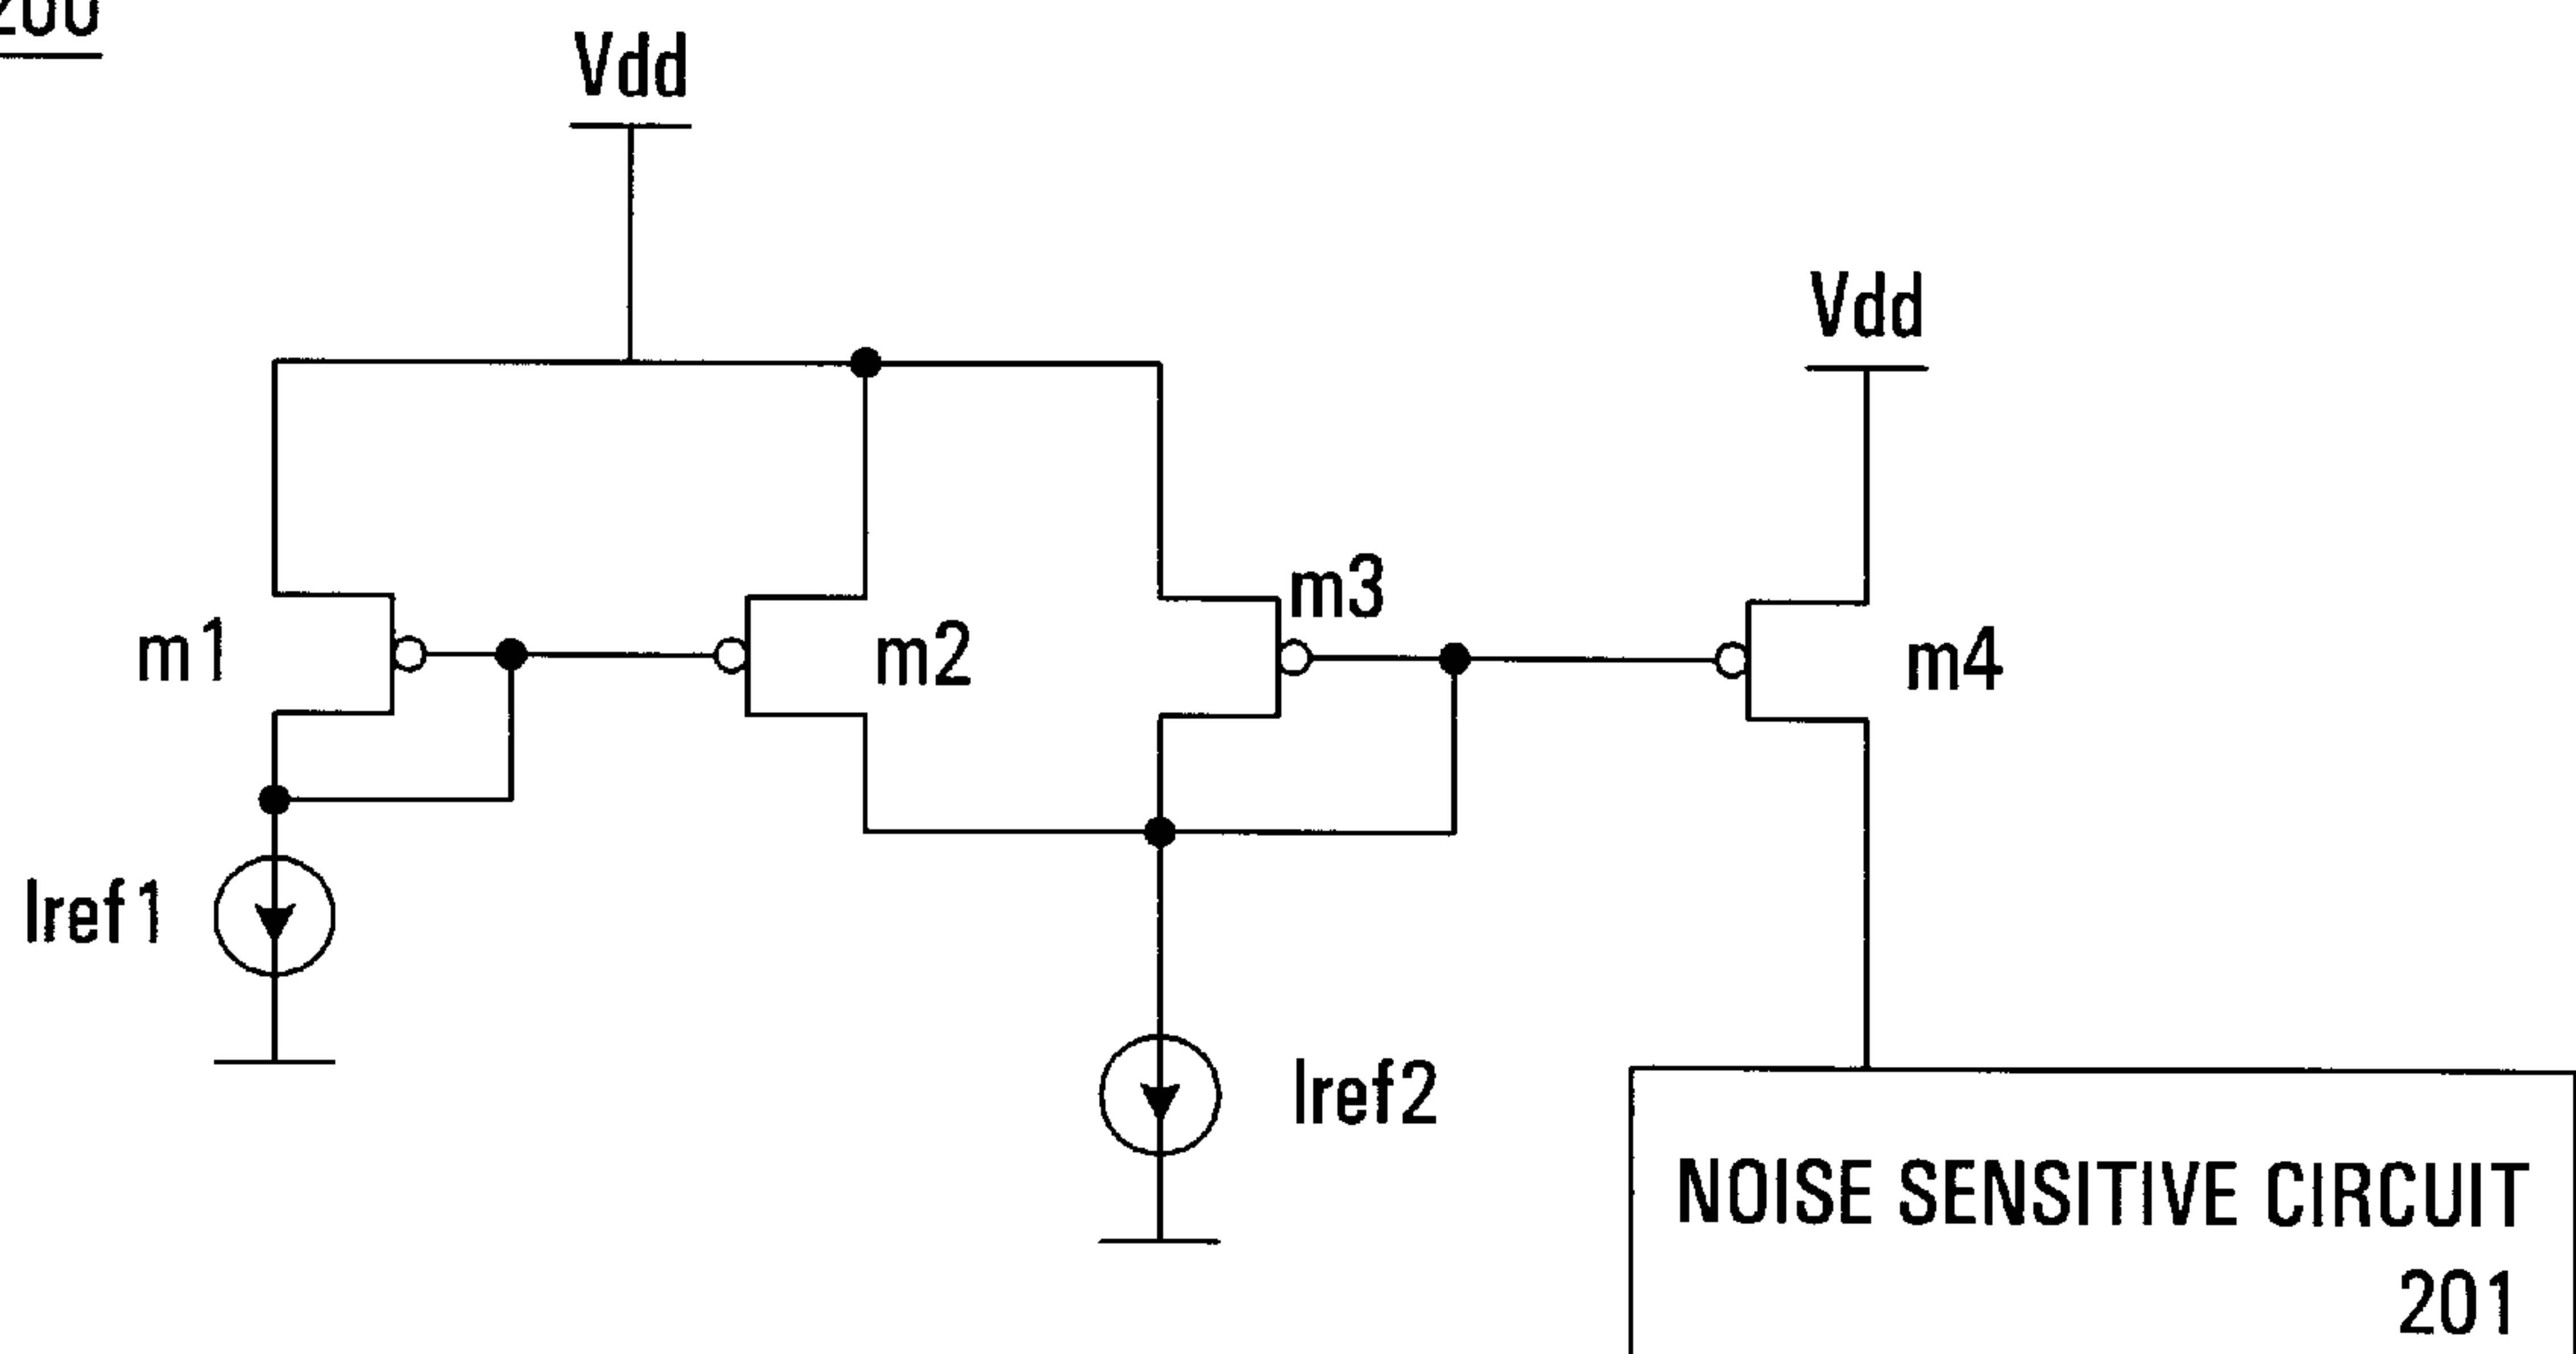 200
Vdd
Vdd
m1
m2
m3
m4
Iref1
Iref2
NOISE SENSITIVE CIRCUIT
201